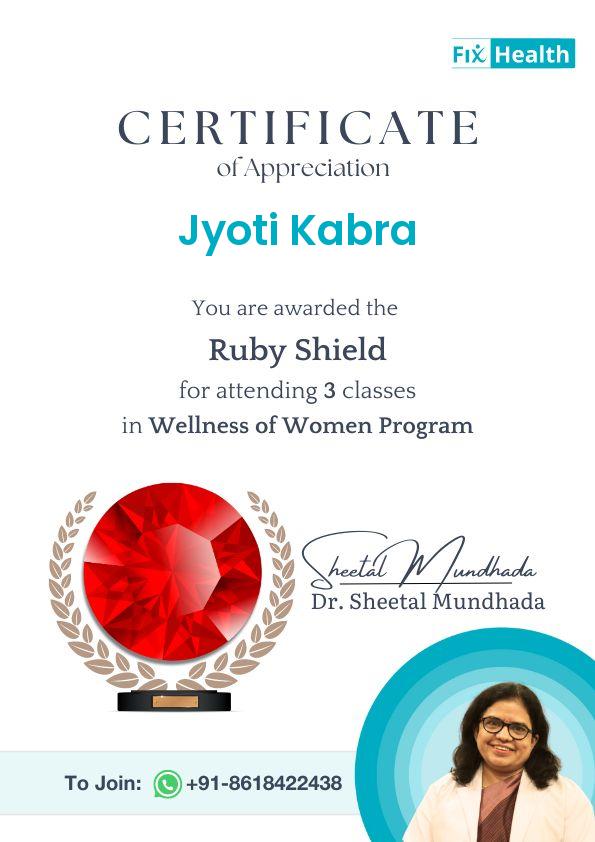 Fix Health
CERTIFICATE
of Appreciation
Jyoti Kabra
You are awarded the
Ruby Shield
for attending 3 classes
in Wellness of Women Program
Sheetal Mundhada
Dr. Sheetal Mundhada
To Join: +91-8618422438